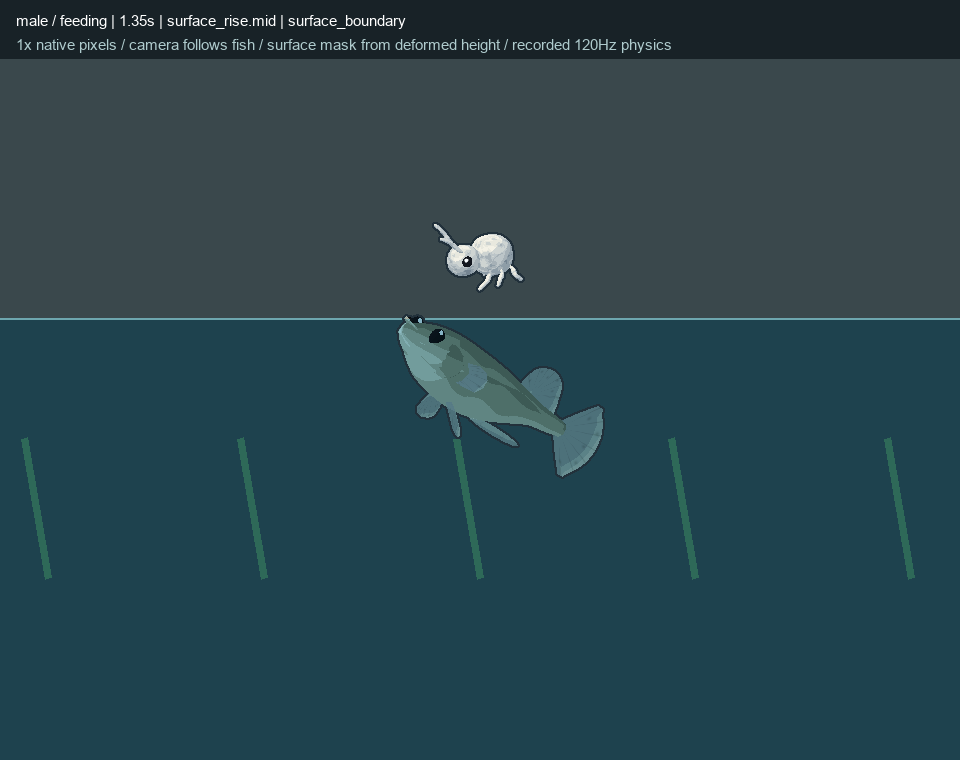 male / feeding | 1.35s | surface_rise.mid | surface_boundary
1x native pixels / camera follows fish / surface mask from deformed height / recorded 120Hz physics